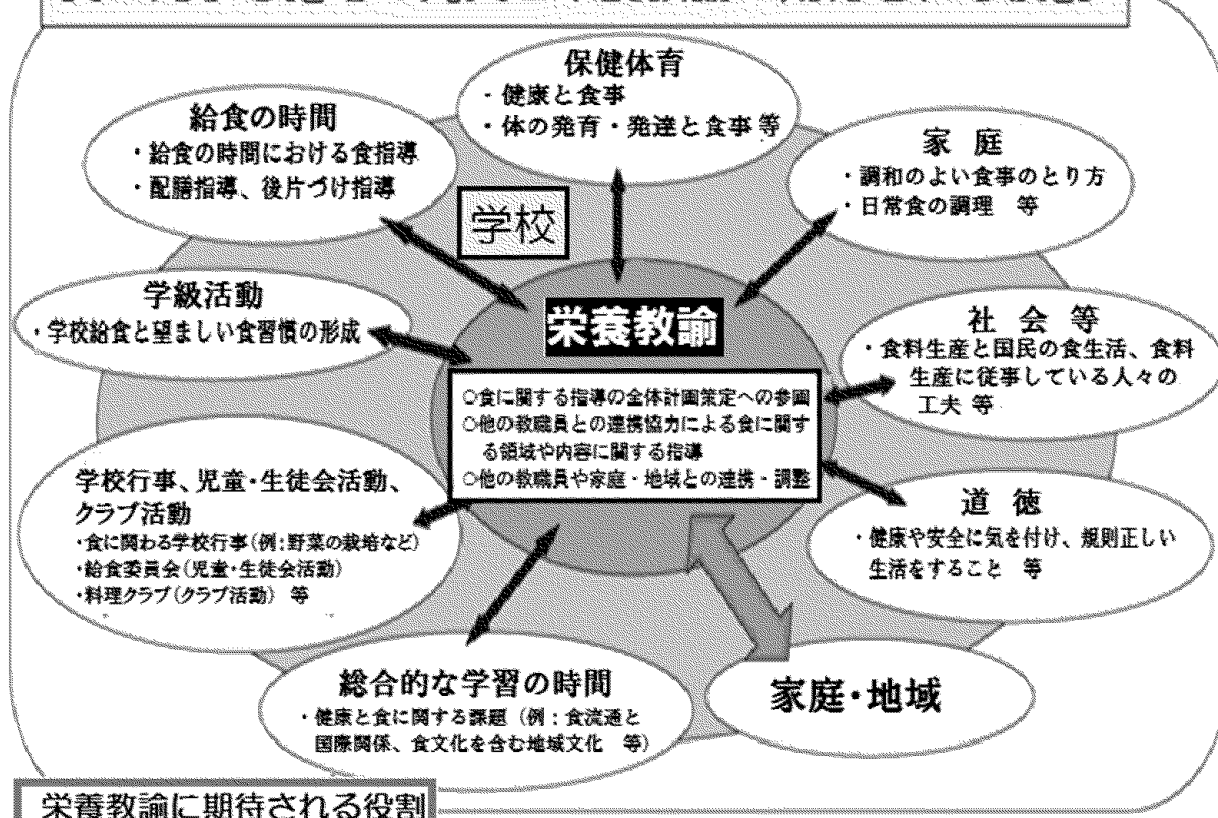 保健体育
・健康と食事
・体の発育・発達と食事 等
給食の時間
・給食の時間における食指導
・配膳指導、後片づけ指導
家 庭
・調和のよい食事のとり方
・日常食の調理 等
学校
学級活動
・学校給食と望ましい食習慣の形成
栄養教諭
社 会 等
・食料生産と国民の食生活、食料
生産に従事している人々の
工夫 等
○食に関する指導の全体計画策定への参画
○他の教職員との連携協力による食に関す
る領域や内容に関する指導
○他の教職員や家庭・地域との連携・調整
学校行事、児童・生徒会活動、
クラブ活動
・食に関わる学校行事（例：野菜の栽培など）
・給食委員会（児童・生徒会活動）
・料理クラブ（クラブ活動） 等
道 徳
・健康や安全に気を付け、規則正しい
生活をすること 等
総合的な学習の時間
・健康と食に関する課題（例：食流通と
国際関係、食文化を含む地域文化 等）
家庭・地域
栄養教諭に期待される役割